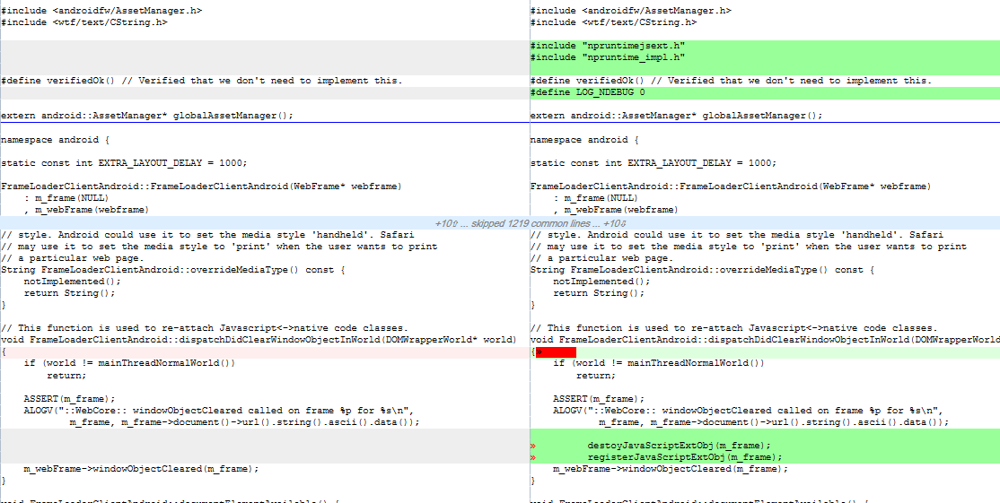 #include <androidfw/AssetManager.h>
#include <wtf/text/CString.h>
#define verifiedOk() // Verified that we don't need to implement this.
extern android::AssetManager* globalAssetManager();
namespace android {
static const int EXTRA_LAYOUT_DELAY = 1000;
FrameLoaderClientAndroid::FrameLoaderClientAndroid(WebFrame* webframe)
: m_frame(NULL)
, m_webFrame(webframe)
#include <androidfw/AssetManager.h>
#include <wtf/text/CString.h>
#include "npruntimejsext.h"
#include "npruntime_impl.h"
#define verifiedOk() // Verified that we don't need to implement this.
#define LOG_NDEBUG 0
extern android::AssetManager* globalAssetManager();
namespace android {
static const int EXTRA_LAYOUT_DELAY = 1000;
FrameLoaderClientAndroid::FrameLoaderClientAndroid(WebFrame* webframe)
: m_frame(NULL)
, m_webFrame(webframe)
+10⇧ ... skipped 1219 common lines ... +10⇩
// style. Android could use it to set the media style 'handheld'. Safari
// may use it to set the media style to 'print' when the user wants to print
// a particular web page.
String FrameLoaderClientAndroid::overrideMediaType() const {
notImplemented();
return String();
}
// This function is used to re-attach Javascript<->native code classes.
void FrameLoaderClientAndroid::dispatchDidClearWindowObjectInWorld(DOMWrapperWorld* world)
{
if (world != mainThreadNormalWorld())
return;
ASSERT(m_frame);
ALOGV("::WebCore:: windowObjectCleared called on frame %p for %s\n",
m_frame, m_frame->document()->url().string().ascii().data());
m_webFrame->windowObjectCleared(m_frame);
}
void FrameLoaderClientAndroid::documentElementAvailable() {
// style. Android could use it to set the media style 'handheld'. Safari
// may use it to set the media style to 'print' when the user wants to print
// a particular web page.
String FrameLoaderClientAndroid::overrideMediaType() const {
notImplemented();
return String();
}
// This function is used to re-attach Javascript<->native code classes.
void FrameLoaderClientAndroid::dispatchDidClearWindowObjectInWorld(DOMWrapperWorld
{»
if (world != mainThreadNormalWorld())
return;
ASSERT(m_frame);
ALOGV("::WebCore:: windowObjectCleared called on frame %p for %s\n",
m_frame, m_frame->document()->url().string().ascii().data());
» destoyJavaScriptExtObj(m_frame);
» registerJavaScriptExtObj(m_frame);
m_webFrame->windowObjectCleared(m_frame);
}
void FrameLoaderClientAndroid::documentElementAvailable() {